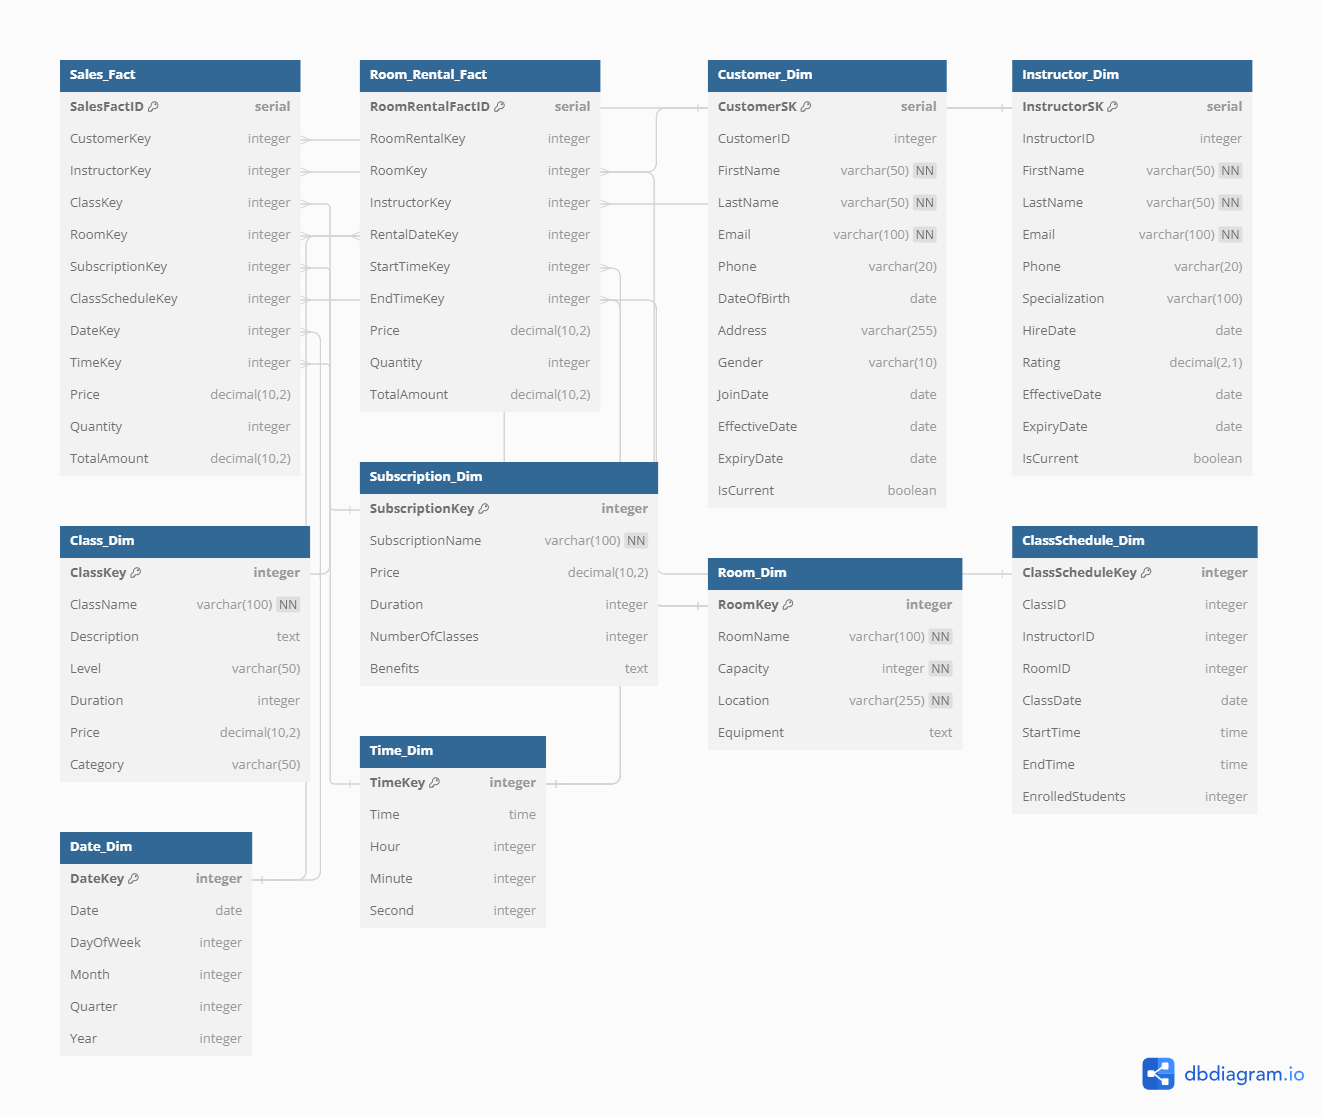 Sales_Fact
SalesFactID serial
CustomerKey integer
InstructorKey integer
ClassKey integer
RoomKey integer
SubscriptionKey integer
ClassScheduleKey integer
DateKey integer
TimeKey integer
Price decimal(10,2)
Quantity integer
TotalAmount decimal(10,2)
Room_Rental_Fact
RoomRentalFactID serial
RoomRentalKey integer
RoomKey integer
InstructorKey integer
RentalDateKey integer
StartTimeKey integer
EndTimeKey integer
Price decimal(10,2)
Quantity integer
TotalAmount decimal(10,2)
Customer_Dim
CustomerSK serial
CustomerID integer
FirstName varchar(50) NN
LastName varchar(50) NN
Email varchar(100) NN
Phone varchar(20)
DateOfBirth date
Address varchar(255)
Gender varchar(10)
JoinDate date
EffectiveDate date
ExpiryDate date
IsCurrent boolean
Instructor_Dim
InstructorSK serial
InstructorID integer
FirstName varchar(50) NN
LastName varchar(50) NN
Email varchar(100) NN
Phone varchar(20)
Specialization varchar(100)
HireDate date
Rating decimal(2,1)
EffectiveDate date
ExpiryDate date
IsCurrent boolean
Subscription_Dim
SubscriptionKey integer
SubscriptionName varchar(100) NN
Price decimal(10,2)
Duration integer
NumberOfClasses integer
Benefits text
Class_Dim
ClassKey integer
ClassName varchar(100) NN
Description text
Level varchar(50)
Duration integer
Price decimal(10,2)
Category varchar(50)
Room_Dim
RoomKey integer
RoomName varchar(100) NN
Capacity integer NN
Location varchar(255) NN
Equipment text
ClassSchedule_Dim
ClassScheduleKey integer
ClassID integer
InstructorID integer
RoomID integer
ClassDate date
StartTime time
EndTime time
EnrolledStudents integer
Time_Dim
TimeKey integer
Time time
Hour integer
Minute integer
Second integer
Date_Dim
DateKey integer
Date date
DayOfWeek integer
Month integer
Quarter integer
Year integer
dbdiagram.io